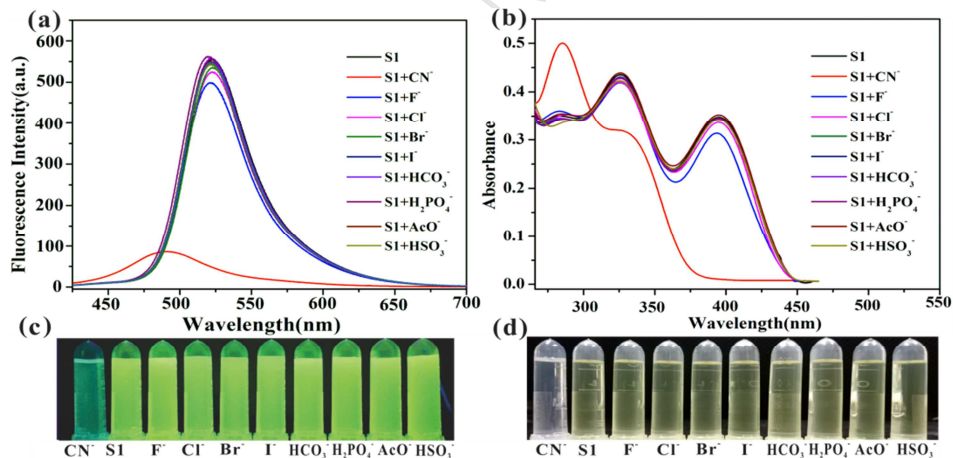 (a)
600
500
400
300
200
100
0
Fluorescence Intensity(a.u.)
S1
S1+CN⁻
S1+F⁻
S1+Cl⁻
S1+Br⁻
S1+I⁻
S1+HCO₃⁻
S1+H₂PO₄⁻
S1+AcO⁻
S1+HSO₃⁻
450 500 550 600 650 700
Wavelength(nm)
(b)
0.5
0.4
0.3
0.2
0.1
0.0
Absorbance
S1
S1+CN⁻
S1+F⁻
S1+Cl⁻
S1+Br⁻
S1+I⁻
S1+HCO₃⁻
S1+H₂PO₄⁻
S1+AcO⁻
S1+HSO₃⁻
300 350 400 450 500 550
Wavelength(nm)
(c)
CN⁻ S1 F⁻ Cl⁻ Br⁻ I⁻ HCO₃⁻ H₂PO₄⁻ AcO⁻ HSO₃⁻
(d)
CN⁻ S1 F⁻ Cl⁻ Br⁻ I⁻ HCO₃⁻ H₂PO₄⁻ AcO⁻ HSO₃⁻